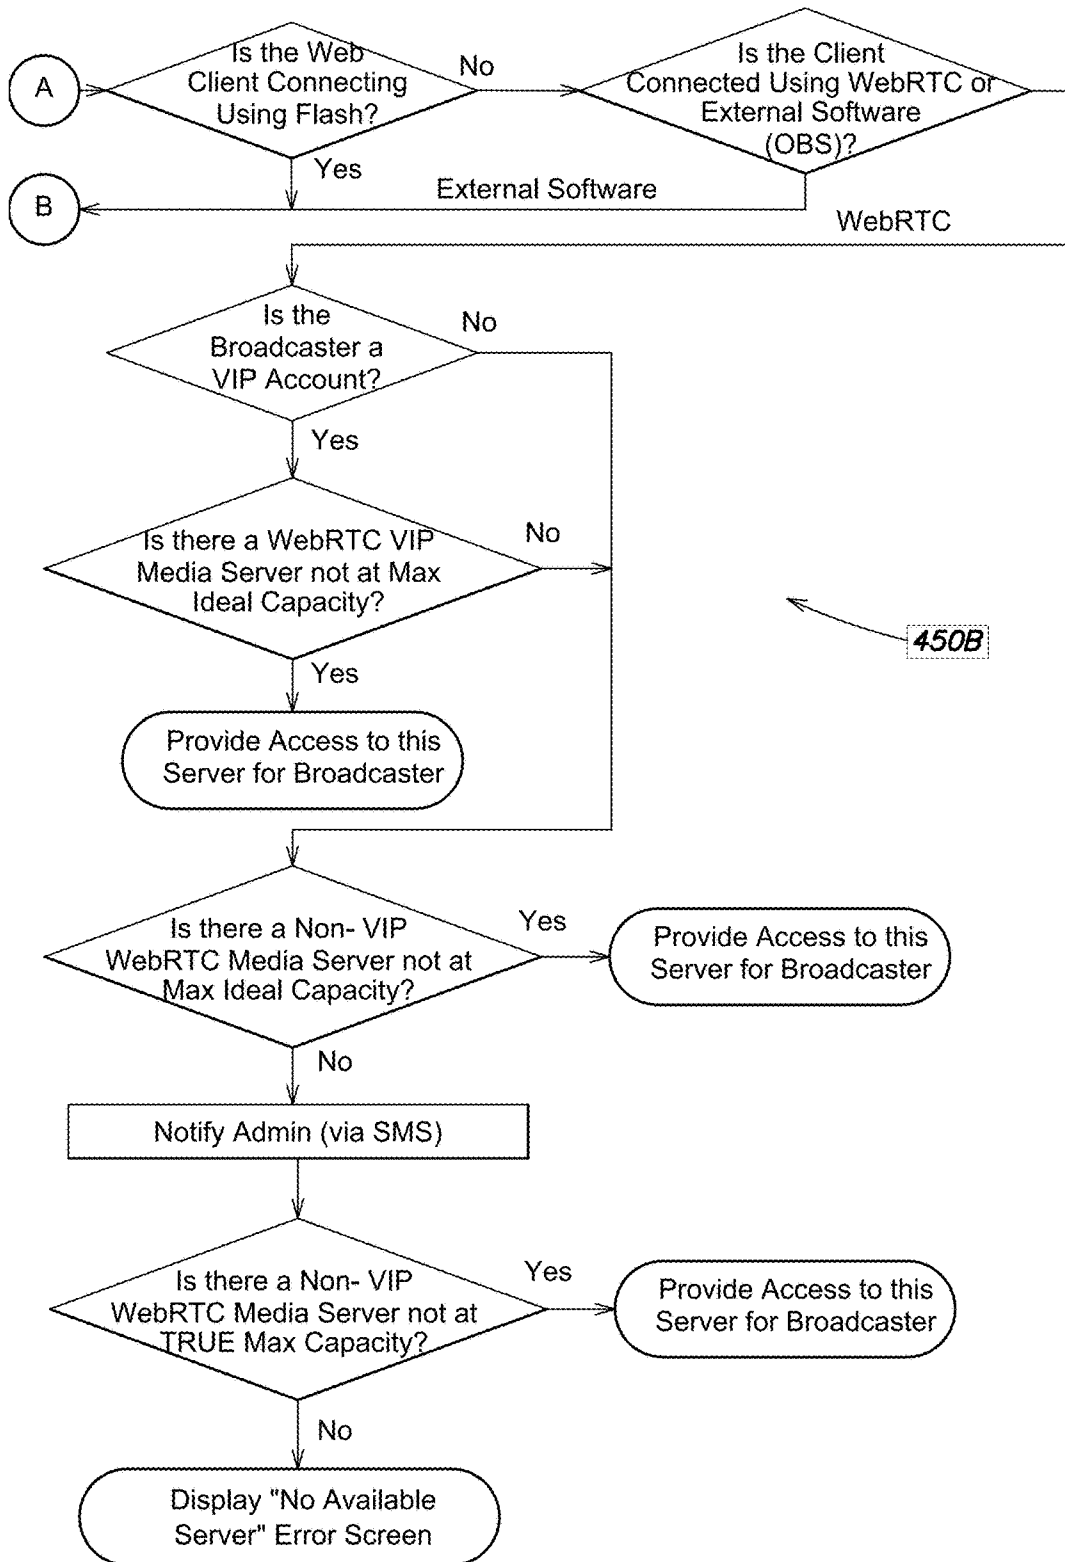 A
Is the Web
Client Connecting
Using Flash?
No
Is the Client
Connected Using WebRTC or
External Software
(OBS)?
Yes
B
External Software
WebRTC
Is the
Broadcaster a
VIP Account?
No
Yes
Is there a WebRTC VIP
Media Server not at Max
Ideal Capacity?
No
450B
Yes
Provide Access to this
Server for Broadcaster
Is there a Non- VIP
WebRTC Media Server not at
Max Ideal Capacity?
Yes
Provide Access to this
Server for Broadcaster
No
Notify Admin (via SMS)
Is there a Non- VIP
WebRTC Media Server not at
TRUE Max Capacity?
Yes
Provide Access to this
Server for Broadcaster
No
Display "No Available
Server" Error Screen